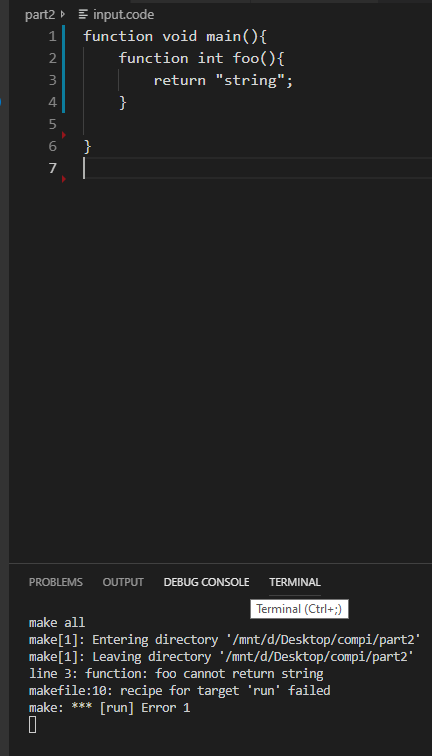 part2 input.code
1 function void main(){
2 function int foo(){
3 return "string";
4 }
5
6 }
7
PROBLEMS OUTPUT DEBUG CONSOLE TERMINAL
Terminal (Ctrl+;)
make all
make[1]: Entering directory '/mnt/d/Desktop/compi/part2'
make[1]: Leaving directory '/mnt/d/Desktop/compi/part2'
line 3: function: foo cannot return string
makefile:10: recipe for target 'run' failed
make: *** [run] Error 1